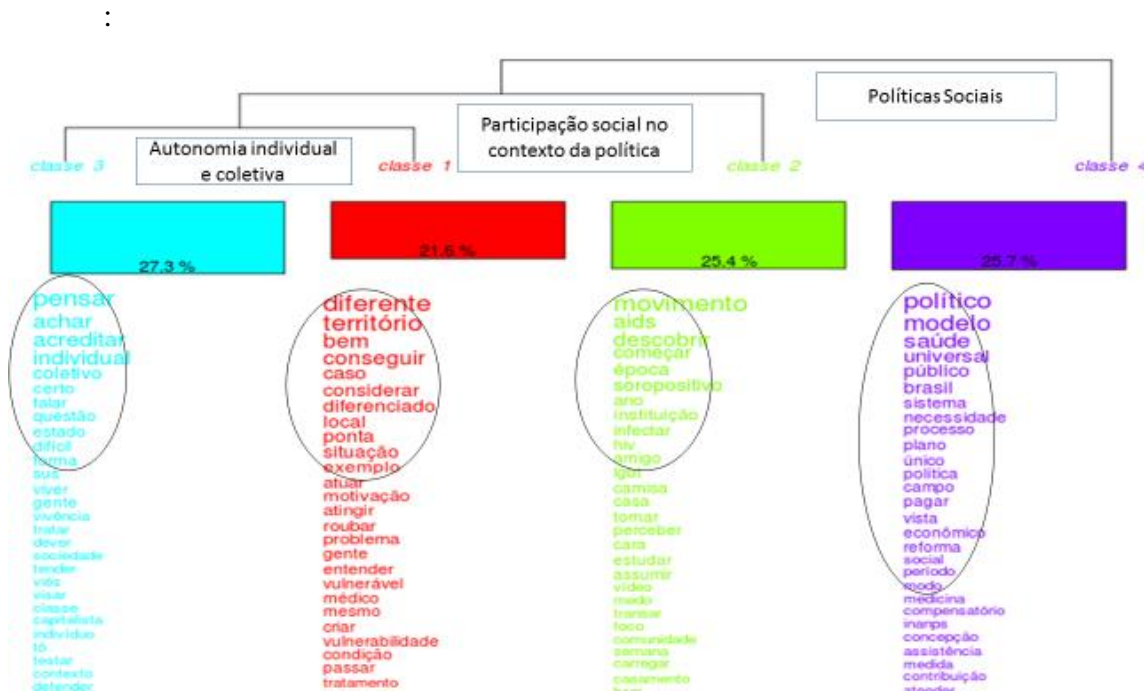 :
Políticas Sociais
Participação social no
contexto da política
Autonomia individual
e coletiva
classe 3
classe 1
classe 2
classe 4
27.3 %
21.6 %
25.4 %
25.7 %
pensar
achar
acreditar
individual
coletivo
certo
falar
questão
estado
difícil
forma
sus
viver
gente
vivência
tratar
dever
sociedade
tender
viés
visar
classe
capitalista
indivíduo
tô
testar
contexto
defender
diferente
território
bem
conseguir
caso
considerar
diferenciado
local
ponta
situação
exemplo
atuar
motivação
atingir
roubar
problema
gente
entender
vulnerável
médico
mesmo
criar
vulnerabilidade
condição
passar
tratamento
movimento
aids
descobrir
começar
época
soropositivo
ano
instituição
infectar
hiv
amigo
camisa
casa
tomar
perceber
cara
estudar
assumir
vídeo
medo
transar
foco
comunidade
semana
carregar
casamento
político
modelo
saúde
universal
público
brasil
sistema
necessidade
processo
plano
único
política
campo
pagar
vista
econômico
reforma
social
período
modo
medicina
compensatório
inamps
concepção
assistência
medida
contribuição
atender